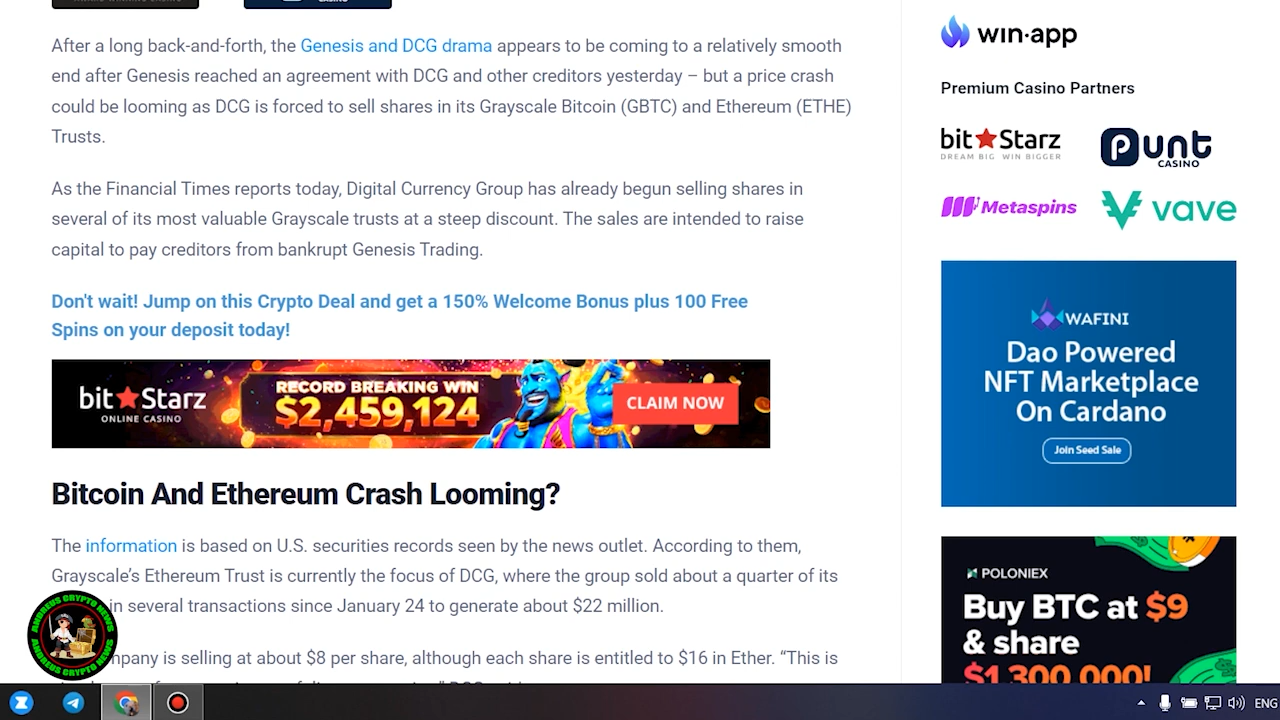 CASINO
After a long back-and-forth, the Genesis and DCG drama appears to be coming to a relatively smooth
end after Genesis reached an agreement with DCG and other creditors yesterday – but a price crash
could be looming as DCG is forced to sell shares in its Grayscale Bitcoin (GBTC) and Ethereum (ETHE)
Trusts.
As the Financial Times reports today, Digital Currency Group has already begun selling shares in
several of its most valuable Grayscale trusts at a steep discount. The sales are intended to raise
capital to pay creditors from bankrupt Genesis Trading.
Don't wait! Jump on this Crypto Deal and get a 150% Welcome Bonus plus 100 Free
Spins on your deposit today!
bit Starz
ONLINE CASINO
RECORD BREAKING WIN
$2,459,124
CLAIM NOW
Bitcoin And Ethereum Crash Looming?
The information is based on U.S. securities records seen by the news outlet. According to them,
Grayscale’s Ethereum Trust is currently the focus of DCG, where the group sold about a quarter of its
in several transactions since January 24 to generate about $22 million.
mpany is selling at about $8 per share, although each share is entitled to $16 in Ether. “This is
ANDREUS CRYPTO NEWS
ANDREUS CRYPTO NEWS
win·app
Premium Casino Partners
bit Starz
DREAM BIG WIN BIGGER
Punt
CASINO
Metaspins
vave
WAFINI
Dao Powered
NFT Marketplace
On Cardano
Join Seed Sale
POLONIEX
Buy BTC at $9
& share
$1,300,000!
ENG